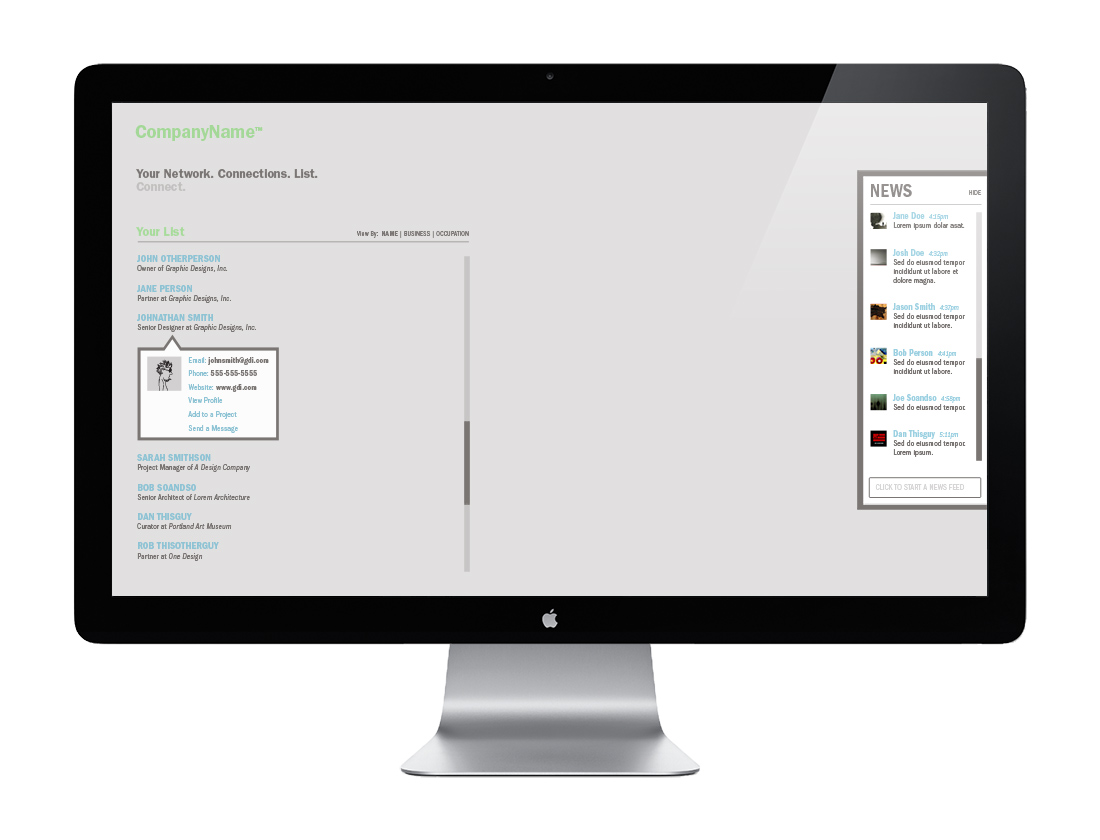 CompanyName™
Your Network. Connections. List.
Connect.
Your List
View By: NAME | BUSINESS | OCCUPATION
JOHN OTHERPERSON
Owner of Graphic Designs, Inc.
JANE PERSON
Partner at Graphic Designs, Inc.
JOHNATHAN SMITH
Senior Designer at Graphic Designs, Inc.
Email: johnsmith@gdi.com
Phone: 555-555-5555
Website: www.gdi.com
View Profile
Add to a Project
Send a Message
SARAH SMITHSON
Project Manager of A Design Company
BOB SOANDSO
Senior Architect of Lorem Architecture
DAN THISGUY
Curator at Portland Art Museum
ROB THISOTHERGUY
Partner at One Design
NEWS
HIDE
Jane Doe 4:15pm
Lorem ipsum dolar asat.
Josh Doe 4:32pm
Sed do eiusmod tempor
incididunt ut labore et
dolore magna.
Jason Smith 4:37pm
Sed do eiusmod tempor
incididunt ut labore.
Bob Person 4:41pm
Sed do eiusmod tempor
incididunt ut labore.
Joe Soandso 4:58pm
Sed do eiusmod tempor
Dan Thisguy 5:11pm
Sed do eiusmod tempor
Lorem ipsum.
CLICK TO START A NEWS FEED